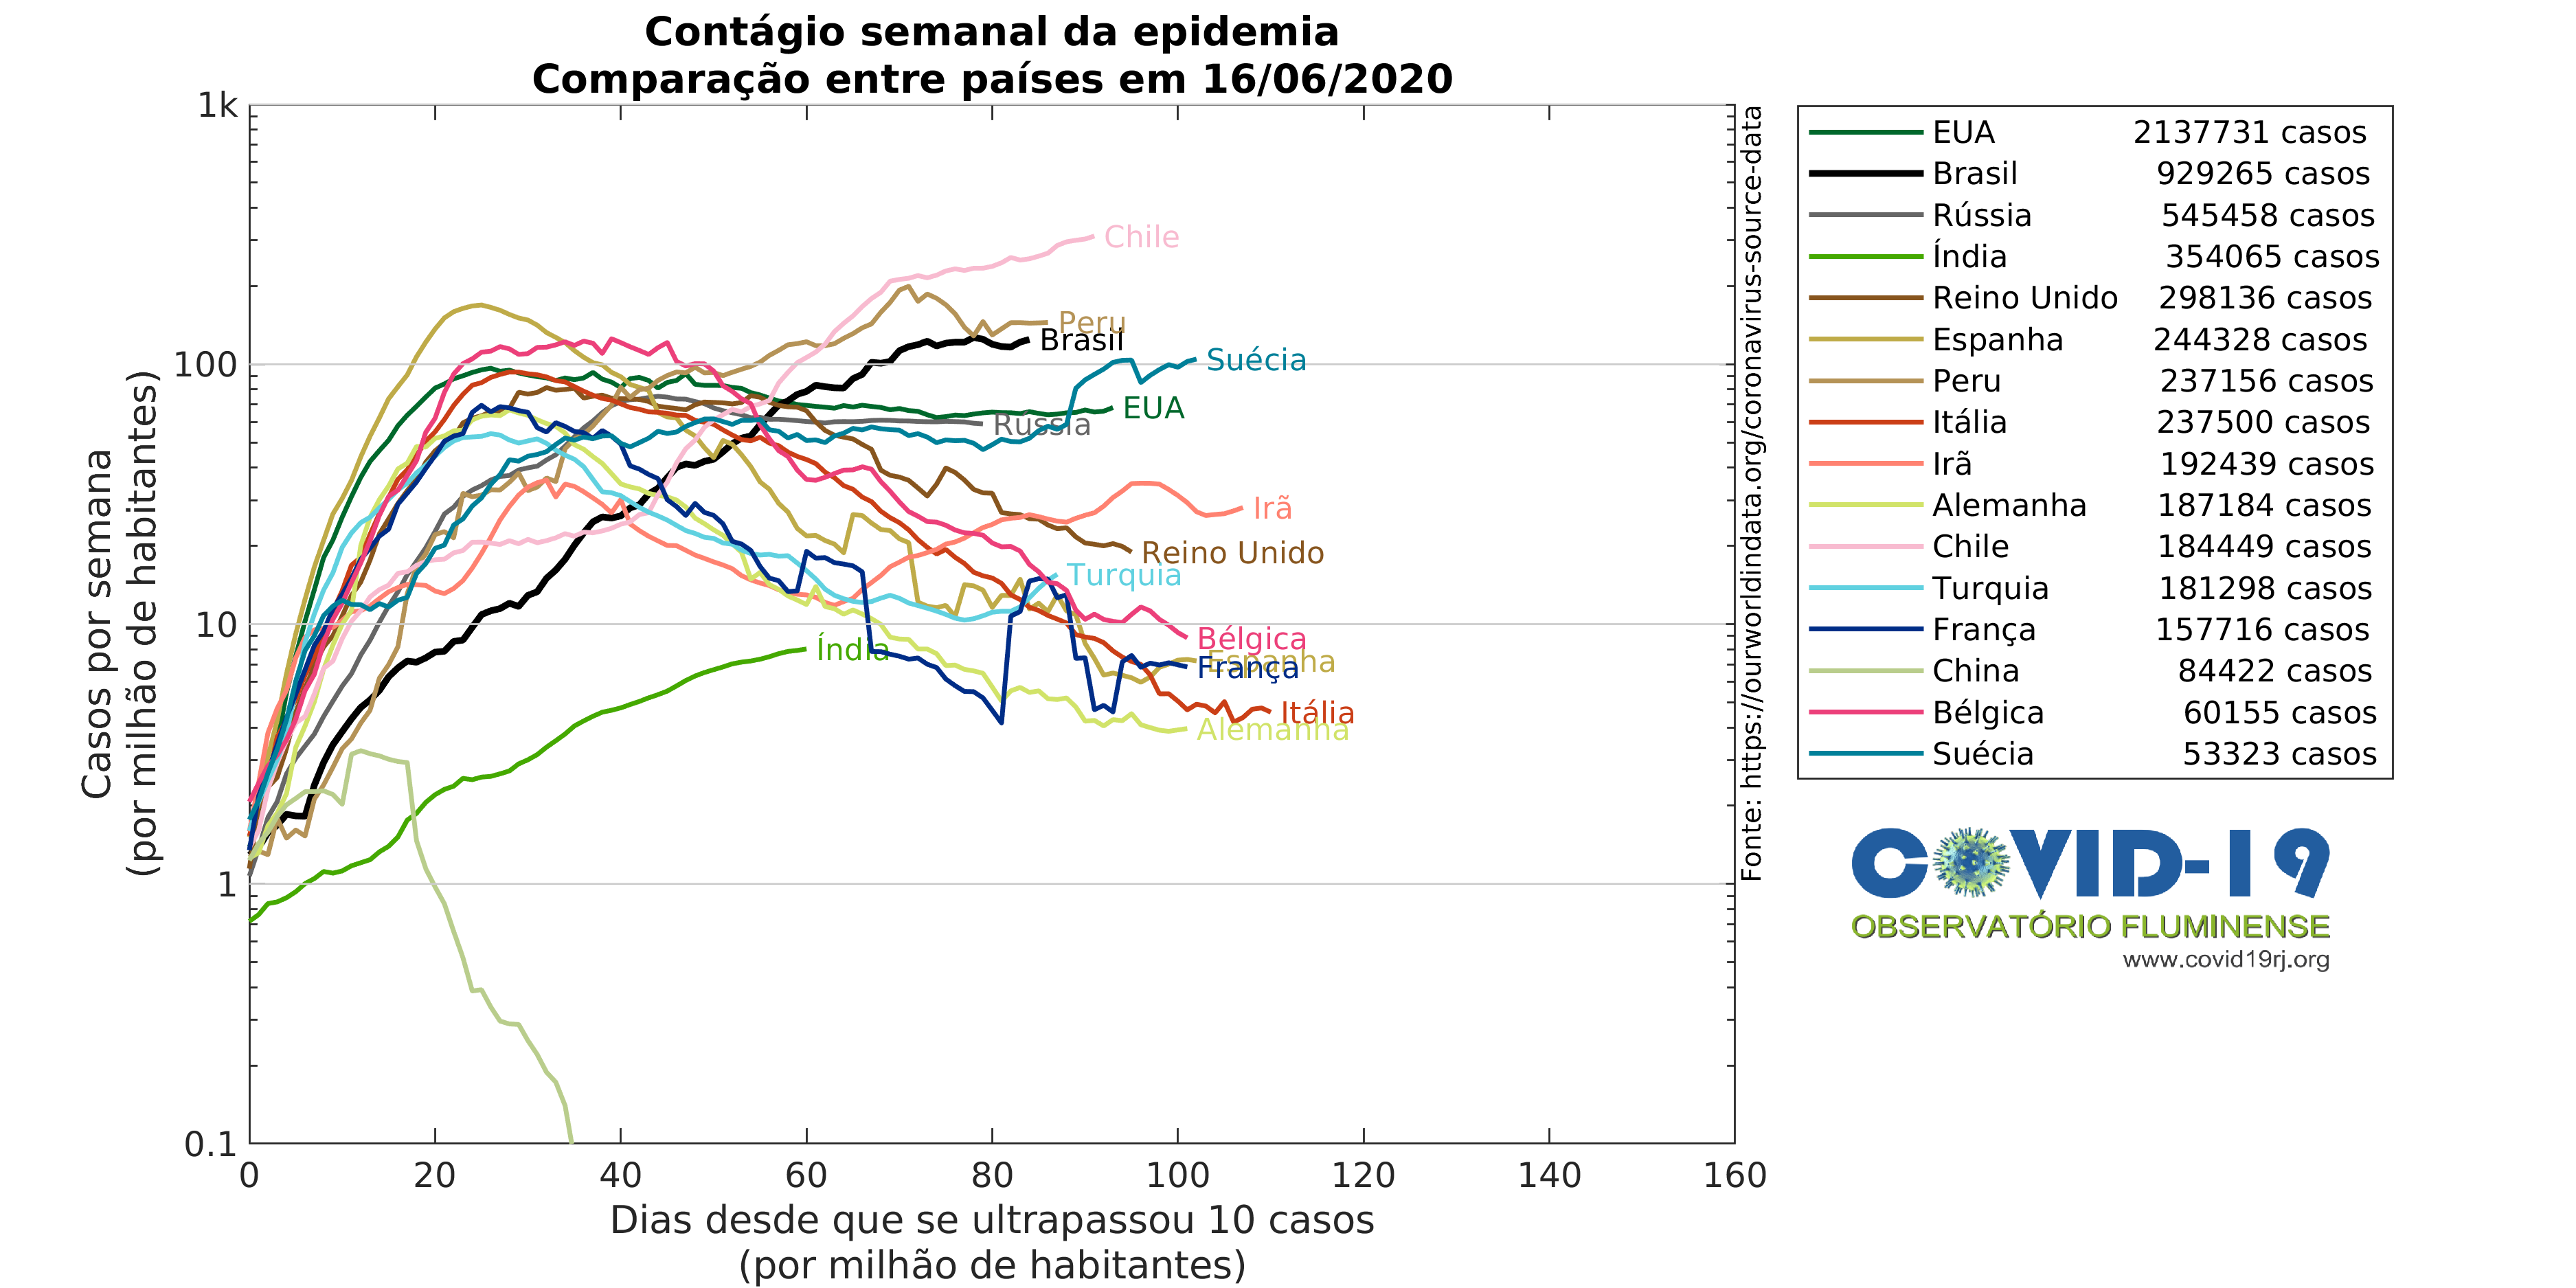 Contágio semanal da epidemia
Comparação entre países em 16/06/2020
Casos por semana
(por milhão de habitantes)
1k
100
10
1
0.1
0 20 40 60 80 100 120 140 160
Dias desde que se ultrapassou 10 casos
(por milhão de habitantes)
Chile
Peru
Brasil
Suécia
EUA
Rússia
Irã
Reino Unido
Turquia
Índia
Bélgica
Espanha
França
Itália
Alemanha
Fonte: https://ourworldindata.org/coronavirus-source-data
EUA 2137731 casos
Brasil 929265 casos
Rússia 545458 casos
Índia 354065 casos
Reino Unido 298136 casos
Espanha 244328 casos
Peru 237156 casos
Itália 237500 casos
Irã 192439 casos
Alemanha 187184 casos
Chile 184449 casos
Turquia 181298 casos
França 157716 casos
China 84422 casos
Bélgica 60155 casos
Suécia 53323 casos
COVID-19
OBSERVATÓRIO FLUMINENSE
www.covid19rj.org